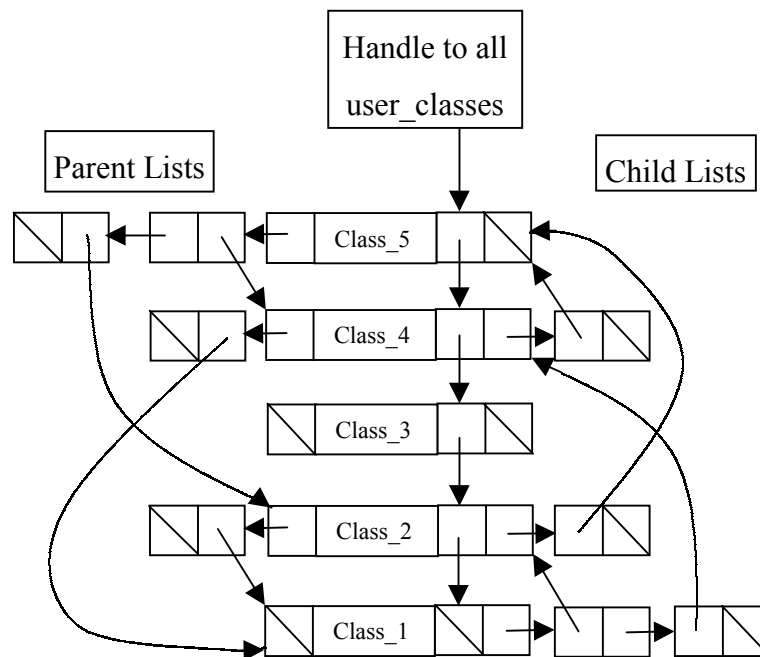 Handle to all
user_classes
Parent Lists
Child Lists
Class_5
Class_4
Class_3
Class_2
Class_1